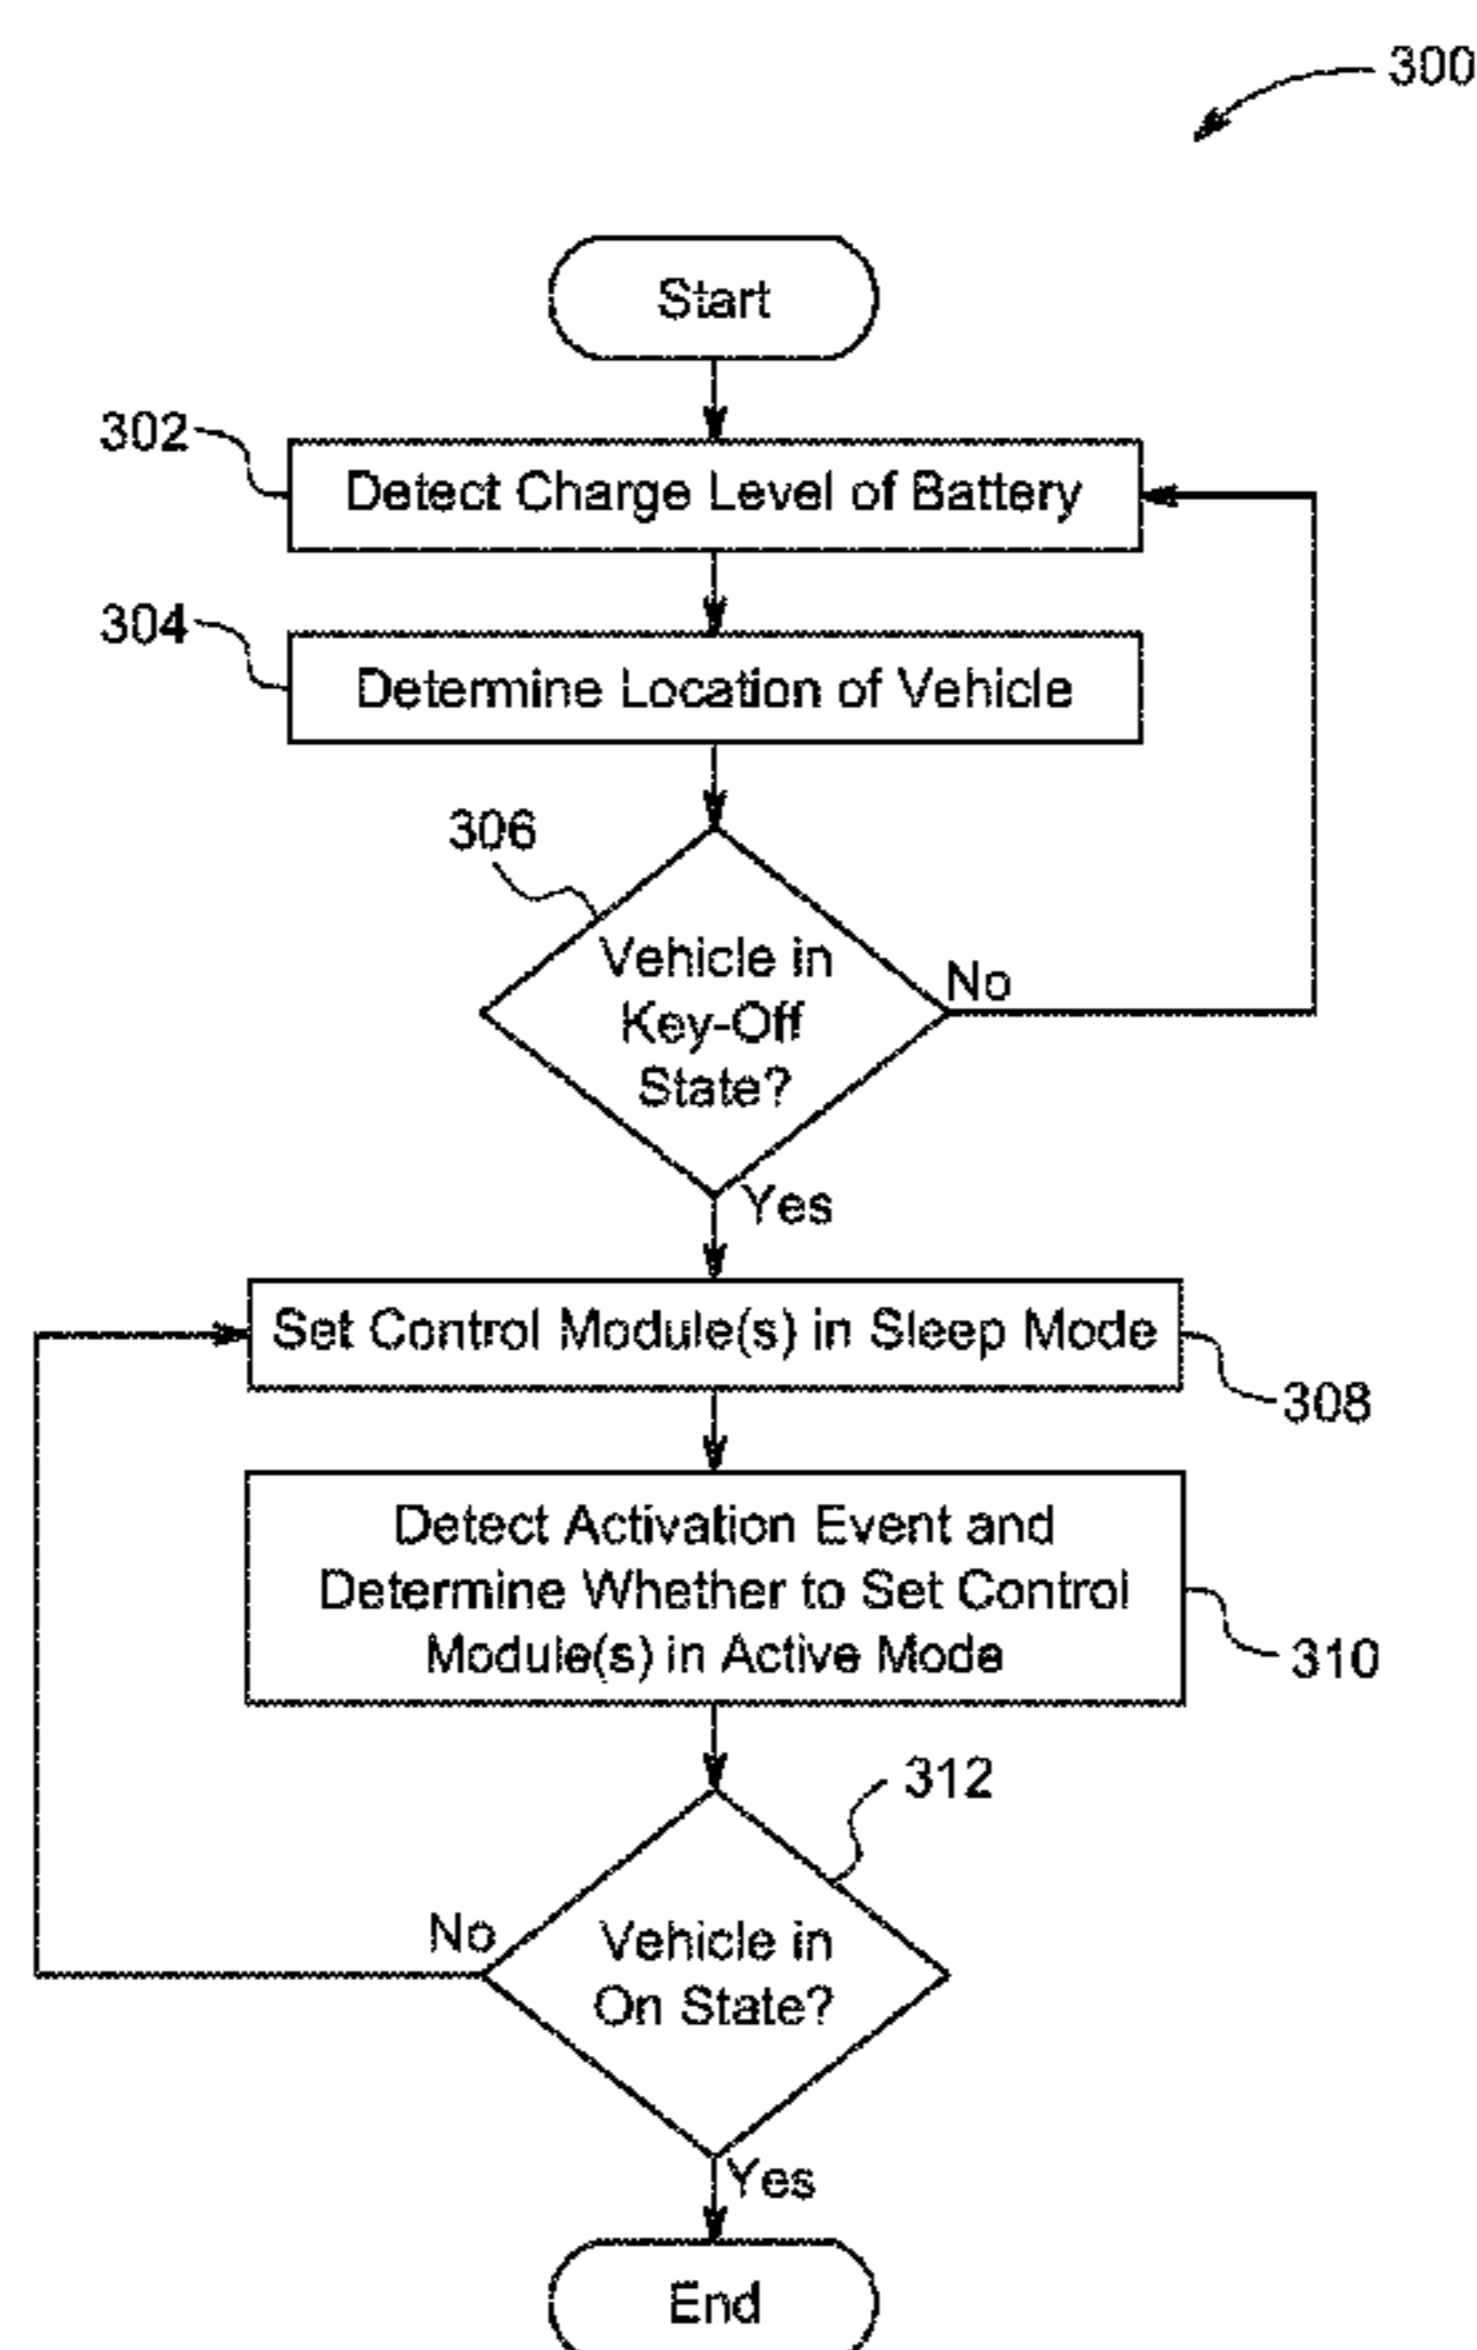 300
Start
302
Detect Charge Level of Battery
304
Determine Location of Vehicle
306
Vehicle in
Key-Off
State?
No
Yes
Set Control Module(s) in Sleep Mode
308
Detect Activation Event and
Determine Whether to Set Control
Module(s) in Active Mode
310
312
Vehicle in
On State?
No
Yes
End